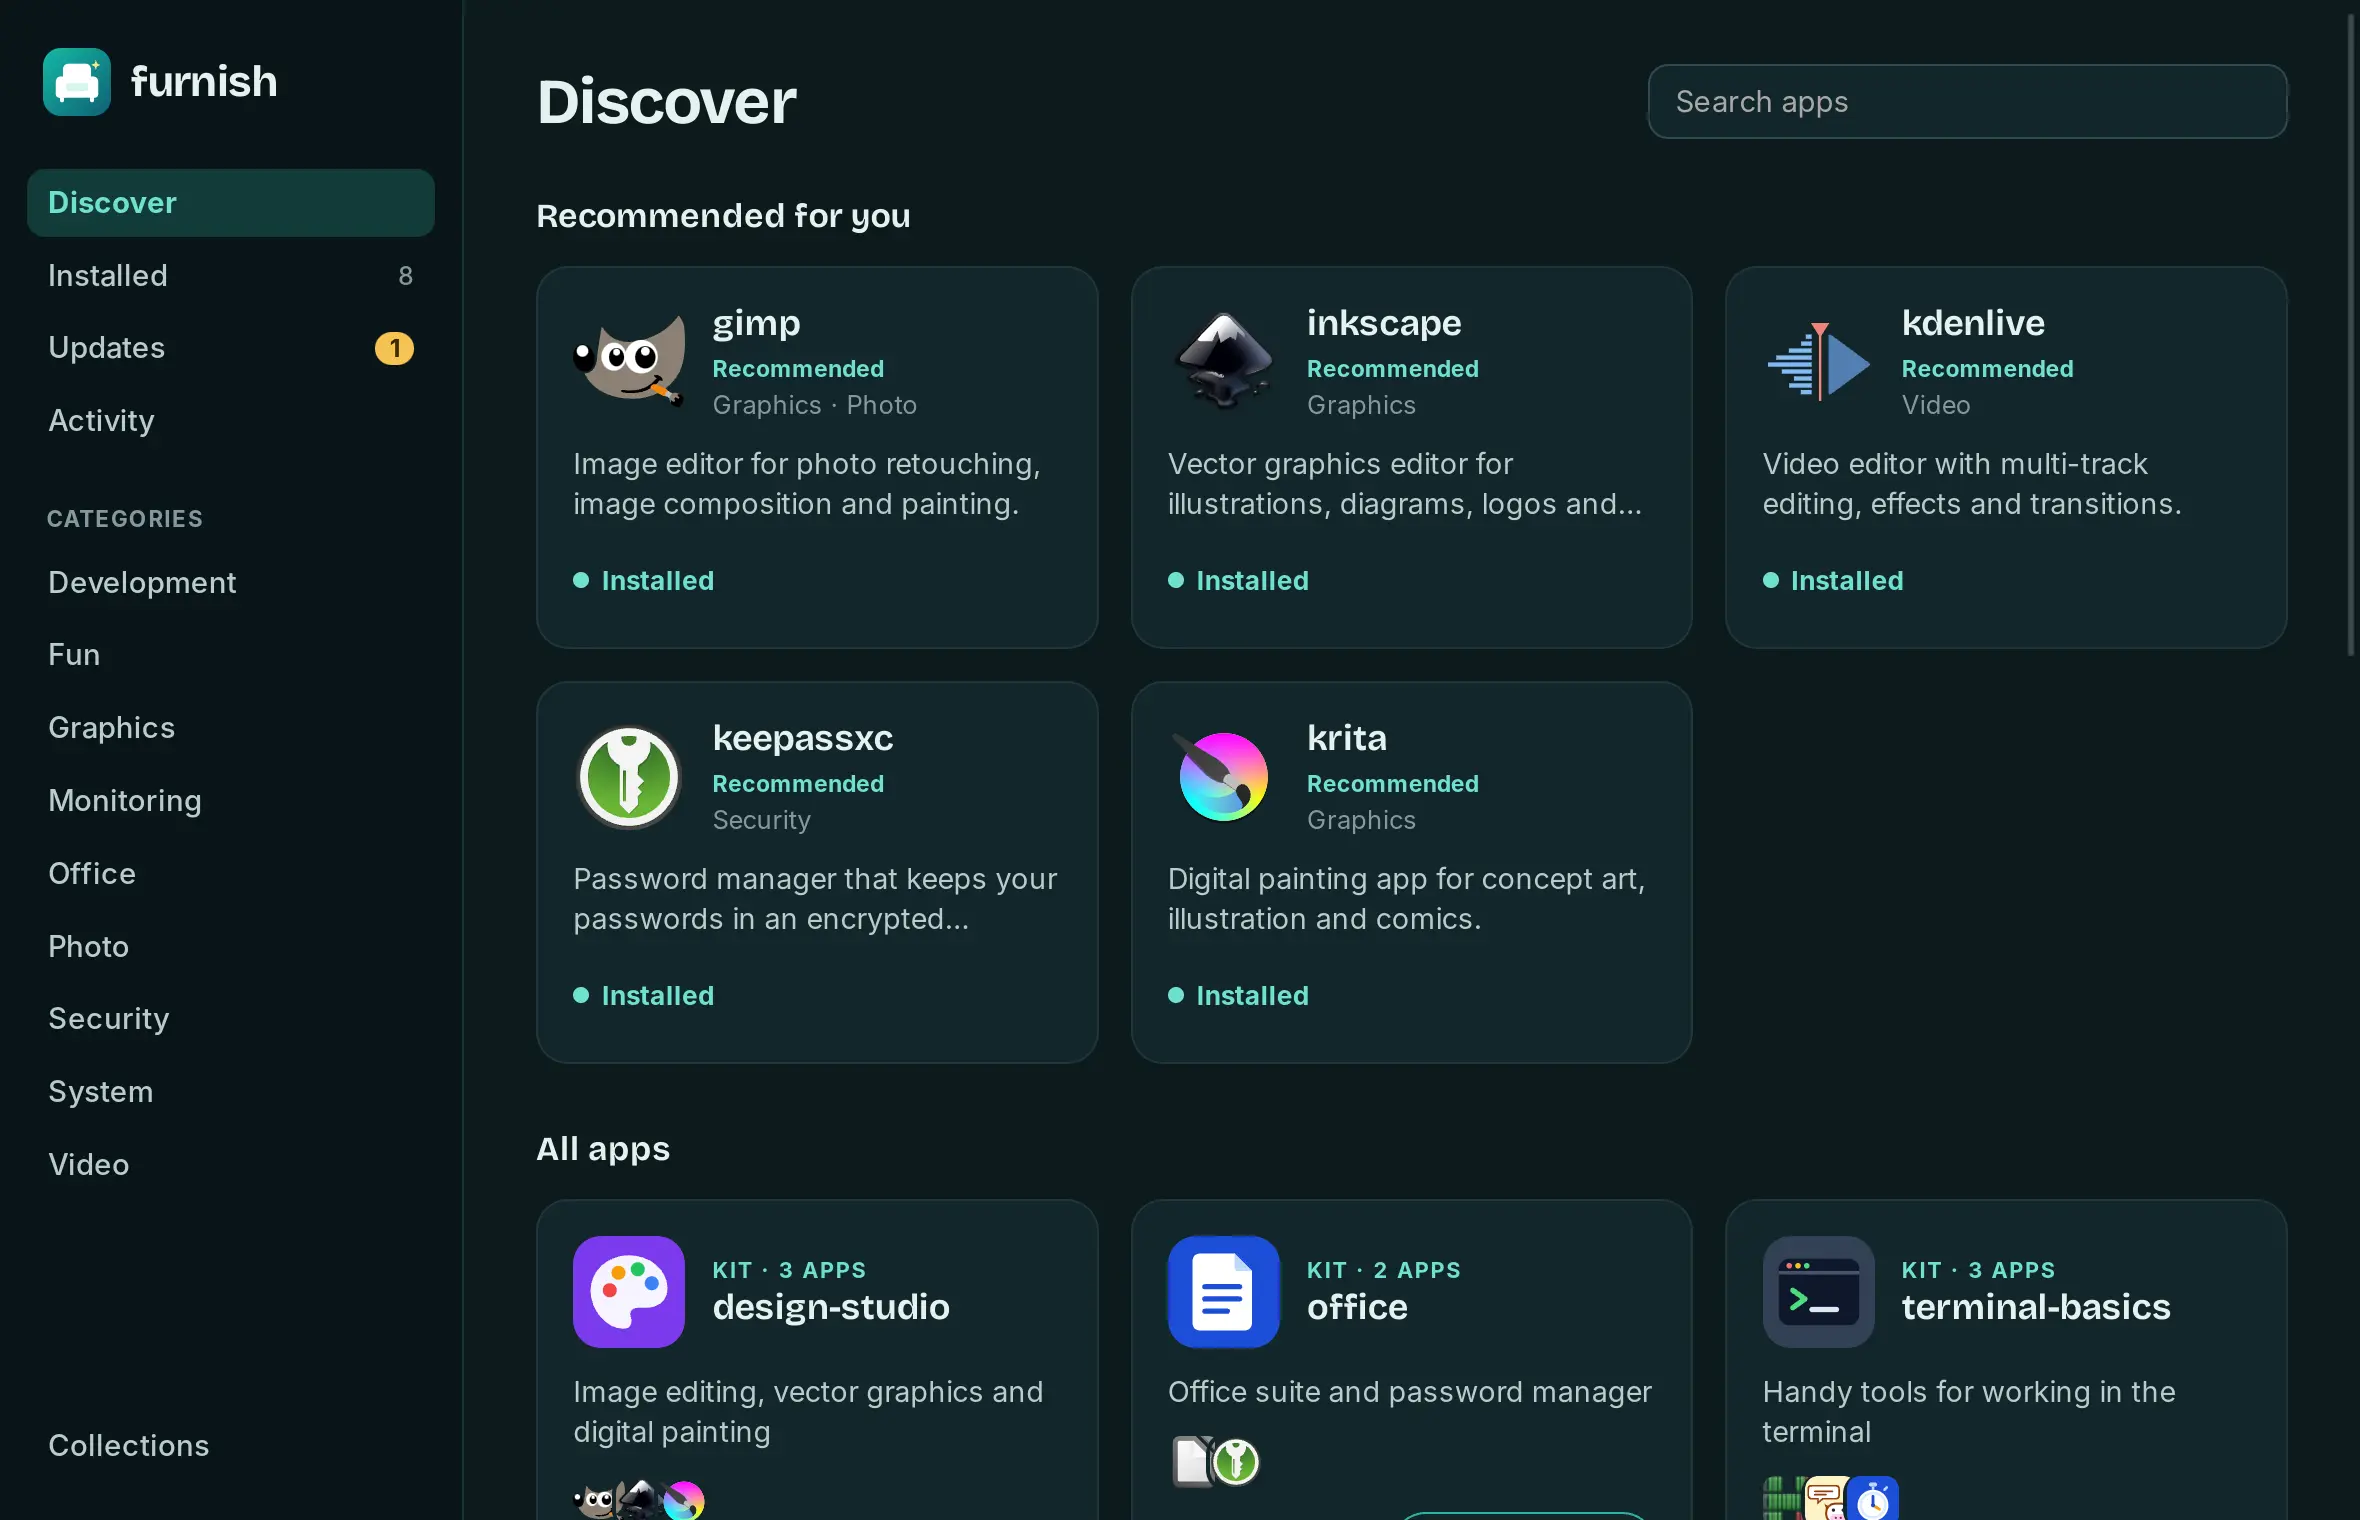 furnish
Discover
Installed 8
Updates 1
Activity
CATEGORIES
Development
Fun
Graphics
Monitoring
Office
Photo
Security
System
Video
Collections
Discover
Search apps
Recommended for you
gimp
Recommended
Graphics · Photo
Image editor for photo retouching,
image composition and painting.
Installed
inkscape
Recommended
Graphics
Vector graphics editor for
illustrations, diagrams, logos and...
Installed
kdenlive
Recommended
Video
Video editor with multi-track
editing, effects and transitions.
Installed
keepassxc
Recommended
Security
Password manager that keeps your
passwords in an encrypted...
Installed
krita
Recommended
Graphics
Digital painting app for concept art,
illustration and comics.
Installed
All apps
KIT · 3 APPS
design-studio
Image editing, vector graphics and
digital painting
KIT · 2 APPS
office
Office suite and password manager
KIT · 3 APPS
terminal-basics
Handy tools for working in the
terminal